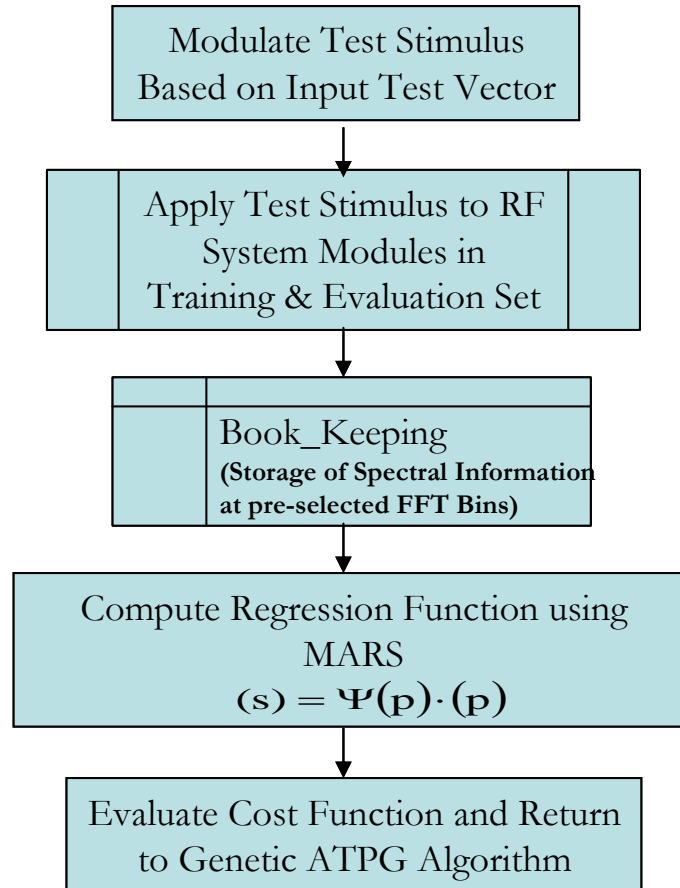 Modulate Test Stimulus
Based on Input Test Vector
Apply Test Stimulus to RF
System Modules in
Training & Evaluation Set
Book_Keeping
(Storage of Spectral Information
at pre-selected FFT Bins)
Compute Regression Function using
MARS
(s) = Ψ(p)·(p)
Evaluate Cost Function and Return
to Genetic ATPG Algorithm